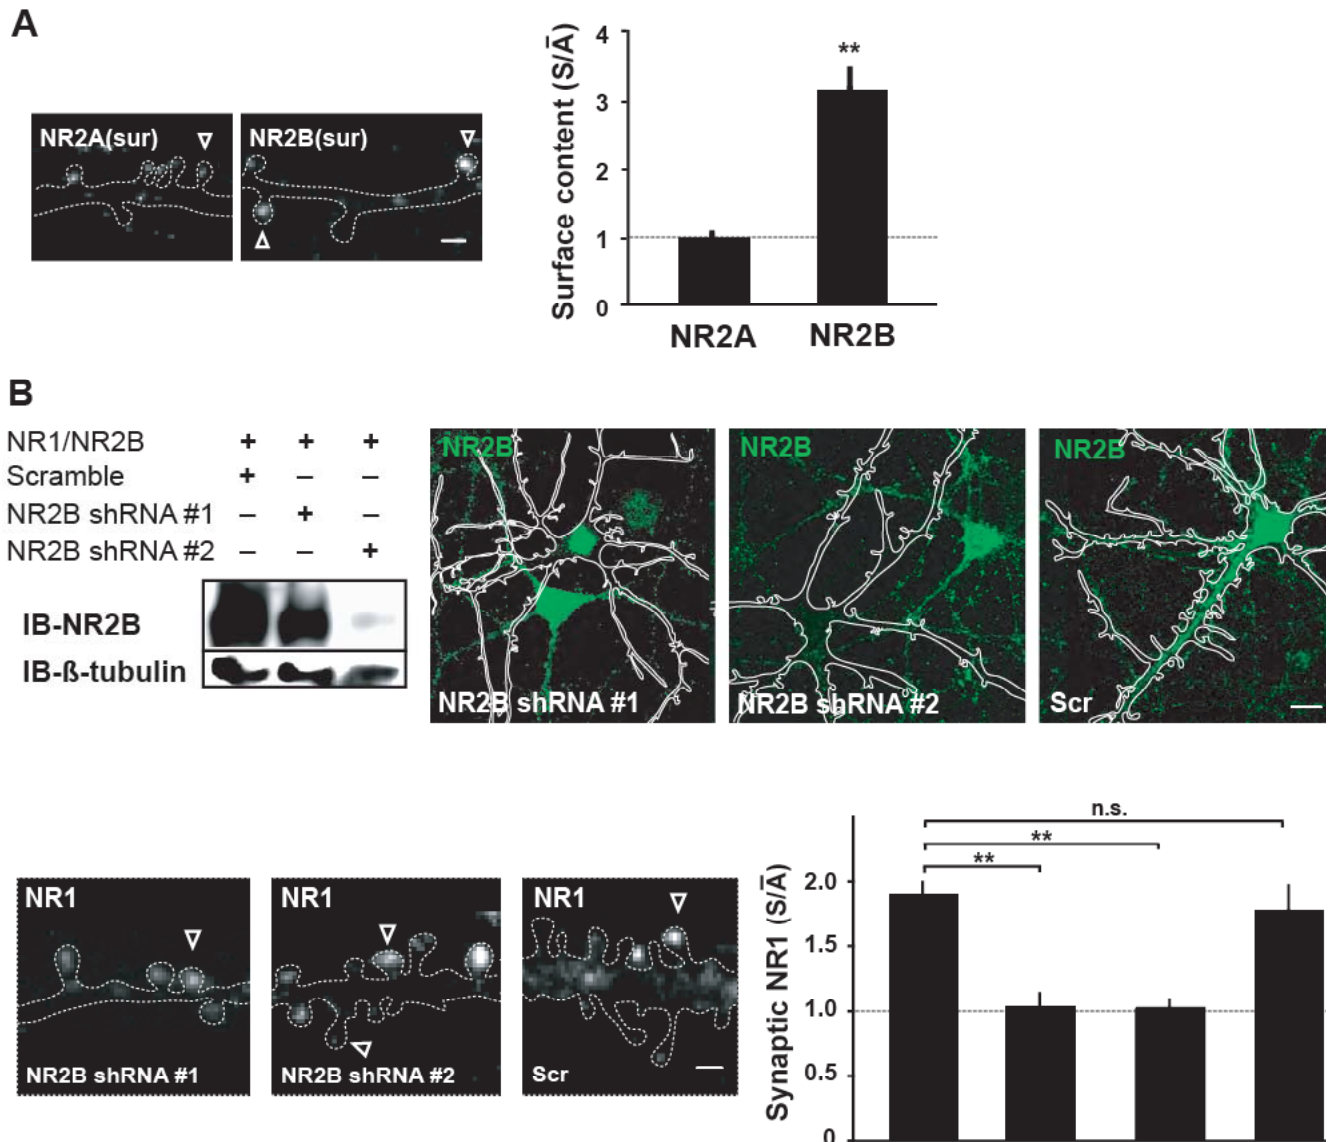 A
NR2A(sur)
NR2B(sur)
Surface content (S/A̅)
4
3
2
1
0
**
NR2A
NR2B
B
NR1/NR2B + + +
Scramble + – –
NR2B shRNA #1 – + –
NR2B shRNA #2 – – +
IB-NR2B
IB-ß-tubulin
NR2B
NR2B shRNA #1
NR2B
NR2B shRNA #2
NR2B
Scr
NR1
NR2B shRNA #1
NR1
NR2B shRNA #2
NR1
Scr
Synaptic NR1 (S/A̅)
2.0
1.5
1.0
0.5
0
n.s.
**
**